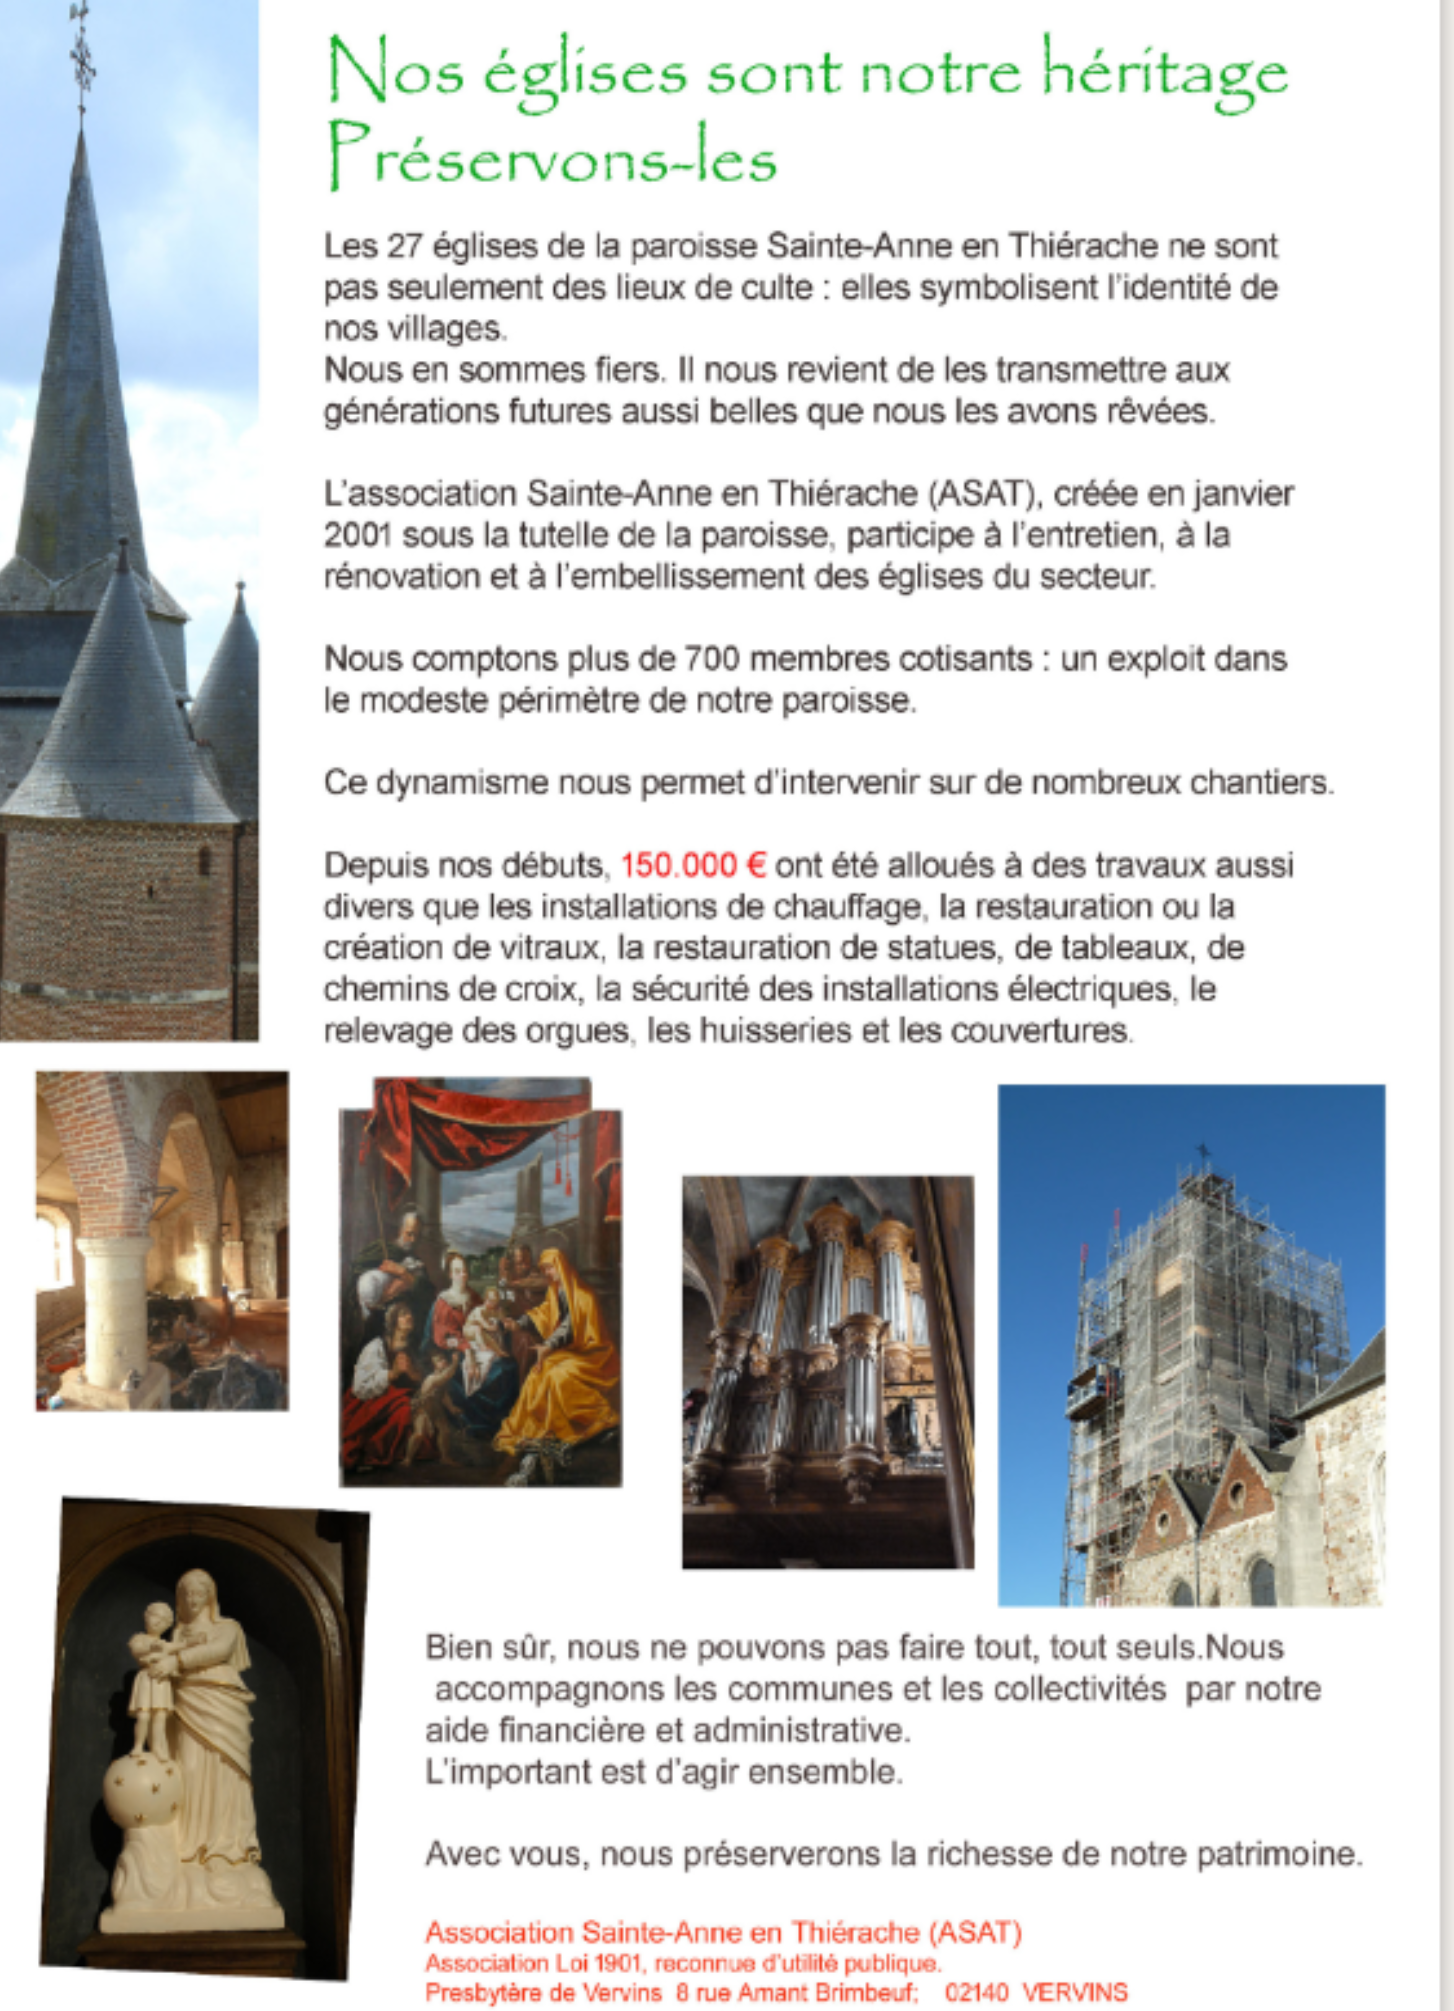 Nos églises sont notre héritage
Préservons-les
Les 27 églises de la paroisse Sainte-Anne en Thiérache ne sont
pas seulement des lieux de culte : elles symbolisent l'identité de
nos villages.
Nous en sommes fiers. Il nous revient de les transmettre aux
générations futures aussi belles que nous les avons rêvées.
L'association Sainte-Anne en Thiérache (ASAT), créée en janvier
2001 sous la tutelle de la paroisse, participe à l'entretien, à la
rénovation et à l'embellissement des églises du secteur.
Nous comptons plus de 700 membres cotisants : un exploit dans
le modeste périmètre de notre paroisse.
Ce dynamisme nous permet d'intervenir sur de nombreux chantiers.
Depuis nos débuts, 150.000 € ont été alloués à des travaux aussi
divers que les installations de chauffage, la restauration ou la
création de vitraux, la restauration de statues, de tableaux, de
chemins de croix, la sécurité des installations électriques, le
relevage des orgues, les huisseries et les couvertures.
Bien sûr, nous ne pouvons pas faire tout, tout seuls.Nous
accompagnons les communes et les collectivités par notre
aide financière et administrative.
L'important est d'agir ensemble.
Avec vous, nous préserverons la richesse de notre patrimoine.
Association Sainte-Anne en Thiérache (ASAT)
Association Loi 1901, reconnue d'utilité publique.
Presbytère de Vervins 8 rue Amant Brimbeuf; 02140 VERVINS